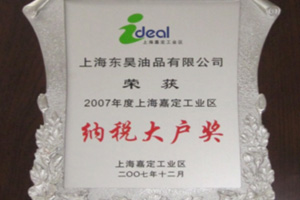 ideal
上海嘉定工业区
上海东昊油品有限公司
荣获
2007年度上海嘉定工业区
纳税大户奖
上海嘉定工业区
二〇〇七年十二月